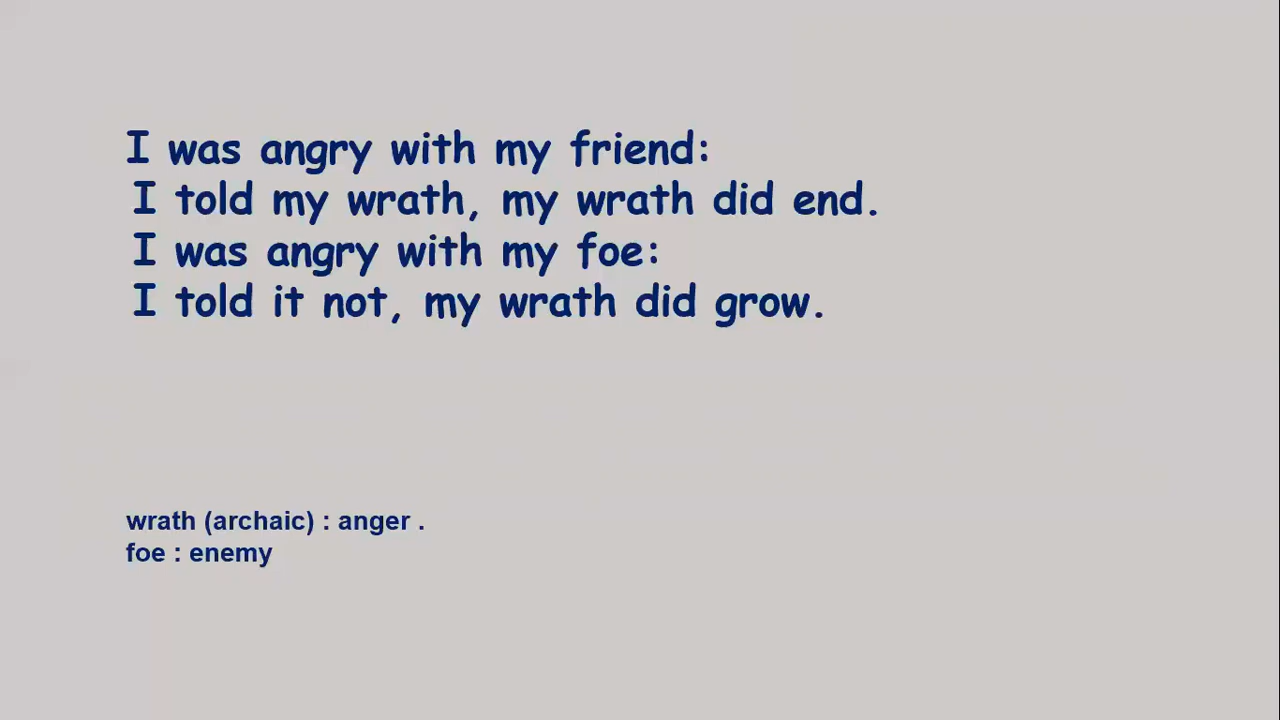 I was angry with my friend:
I told my wrath, my wrath did end.
I was angry with my foe:
I told it not, my wrath did grow.
wrath (archaic) : anger .
foe : enemy